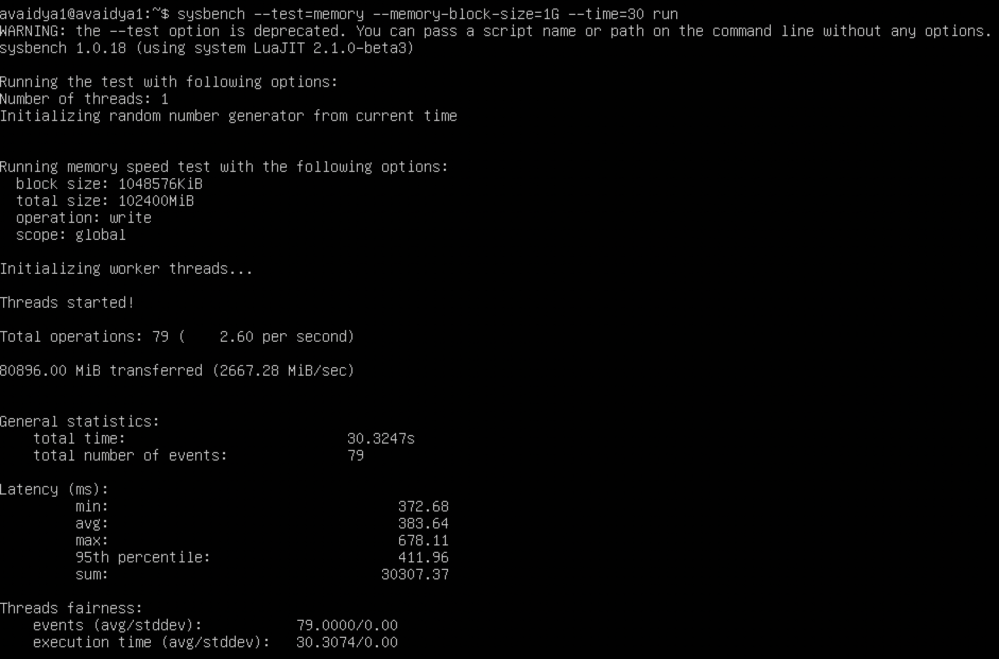 avaidya1@avaidya1:~$ sysbench --test=memory --memory-block-size=1G --time=30 run
WARNING: the --test option is deprecated. You can pass a script name or path on the command line without any options.
sysbench 1.0.18 (using system LuaJIT 2.1.0-beta3)
Running the test with following options:
Number of threads: 1
Initializing random number generator from current time
Running memory speed test with the following options:
block size: 1048576KiB
total size: 102400MiB
operation: write
scope: global
Initializing worker threads...
Threads started!
Total operations: 79 (    2.60 per second)
80896.00 MiB transferred (2667.28 MiB/sec)
General statistics:
total time:                          30.3247s
total number of events:              79
Latency (ms):
min:                                  372.68
avg:                                  383.64
max:                                  678.11
95th percentile:                      411.96
sum:                                30307.37
Threads fairness:
events (avg/stddev):           79.0000/0.00
execution time (avg/stddev):   30.3074/0.00